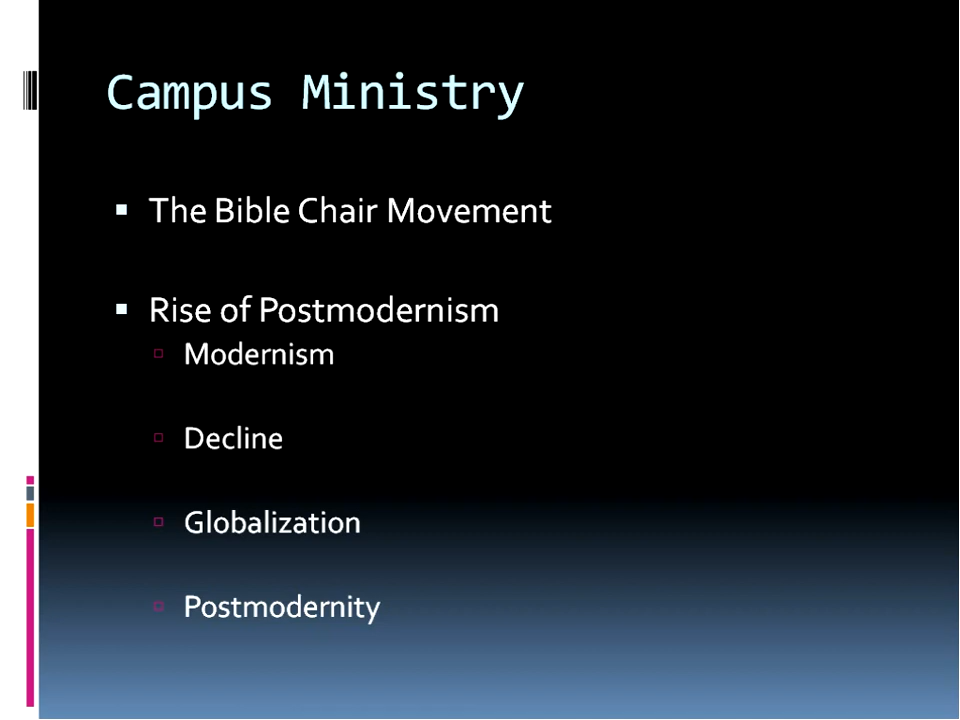 Campus Ministry
The Bible Chair Movement
Rise of Postmodernism
Modernism
Decline
Globalization
Postmodernity